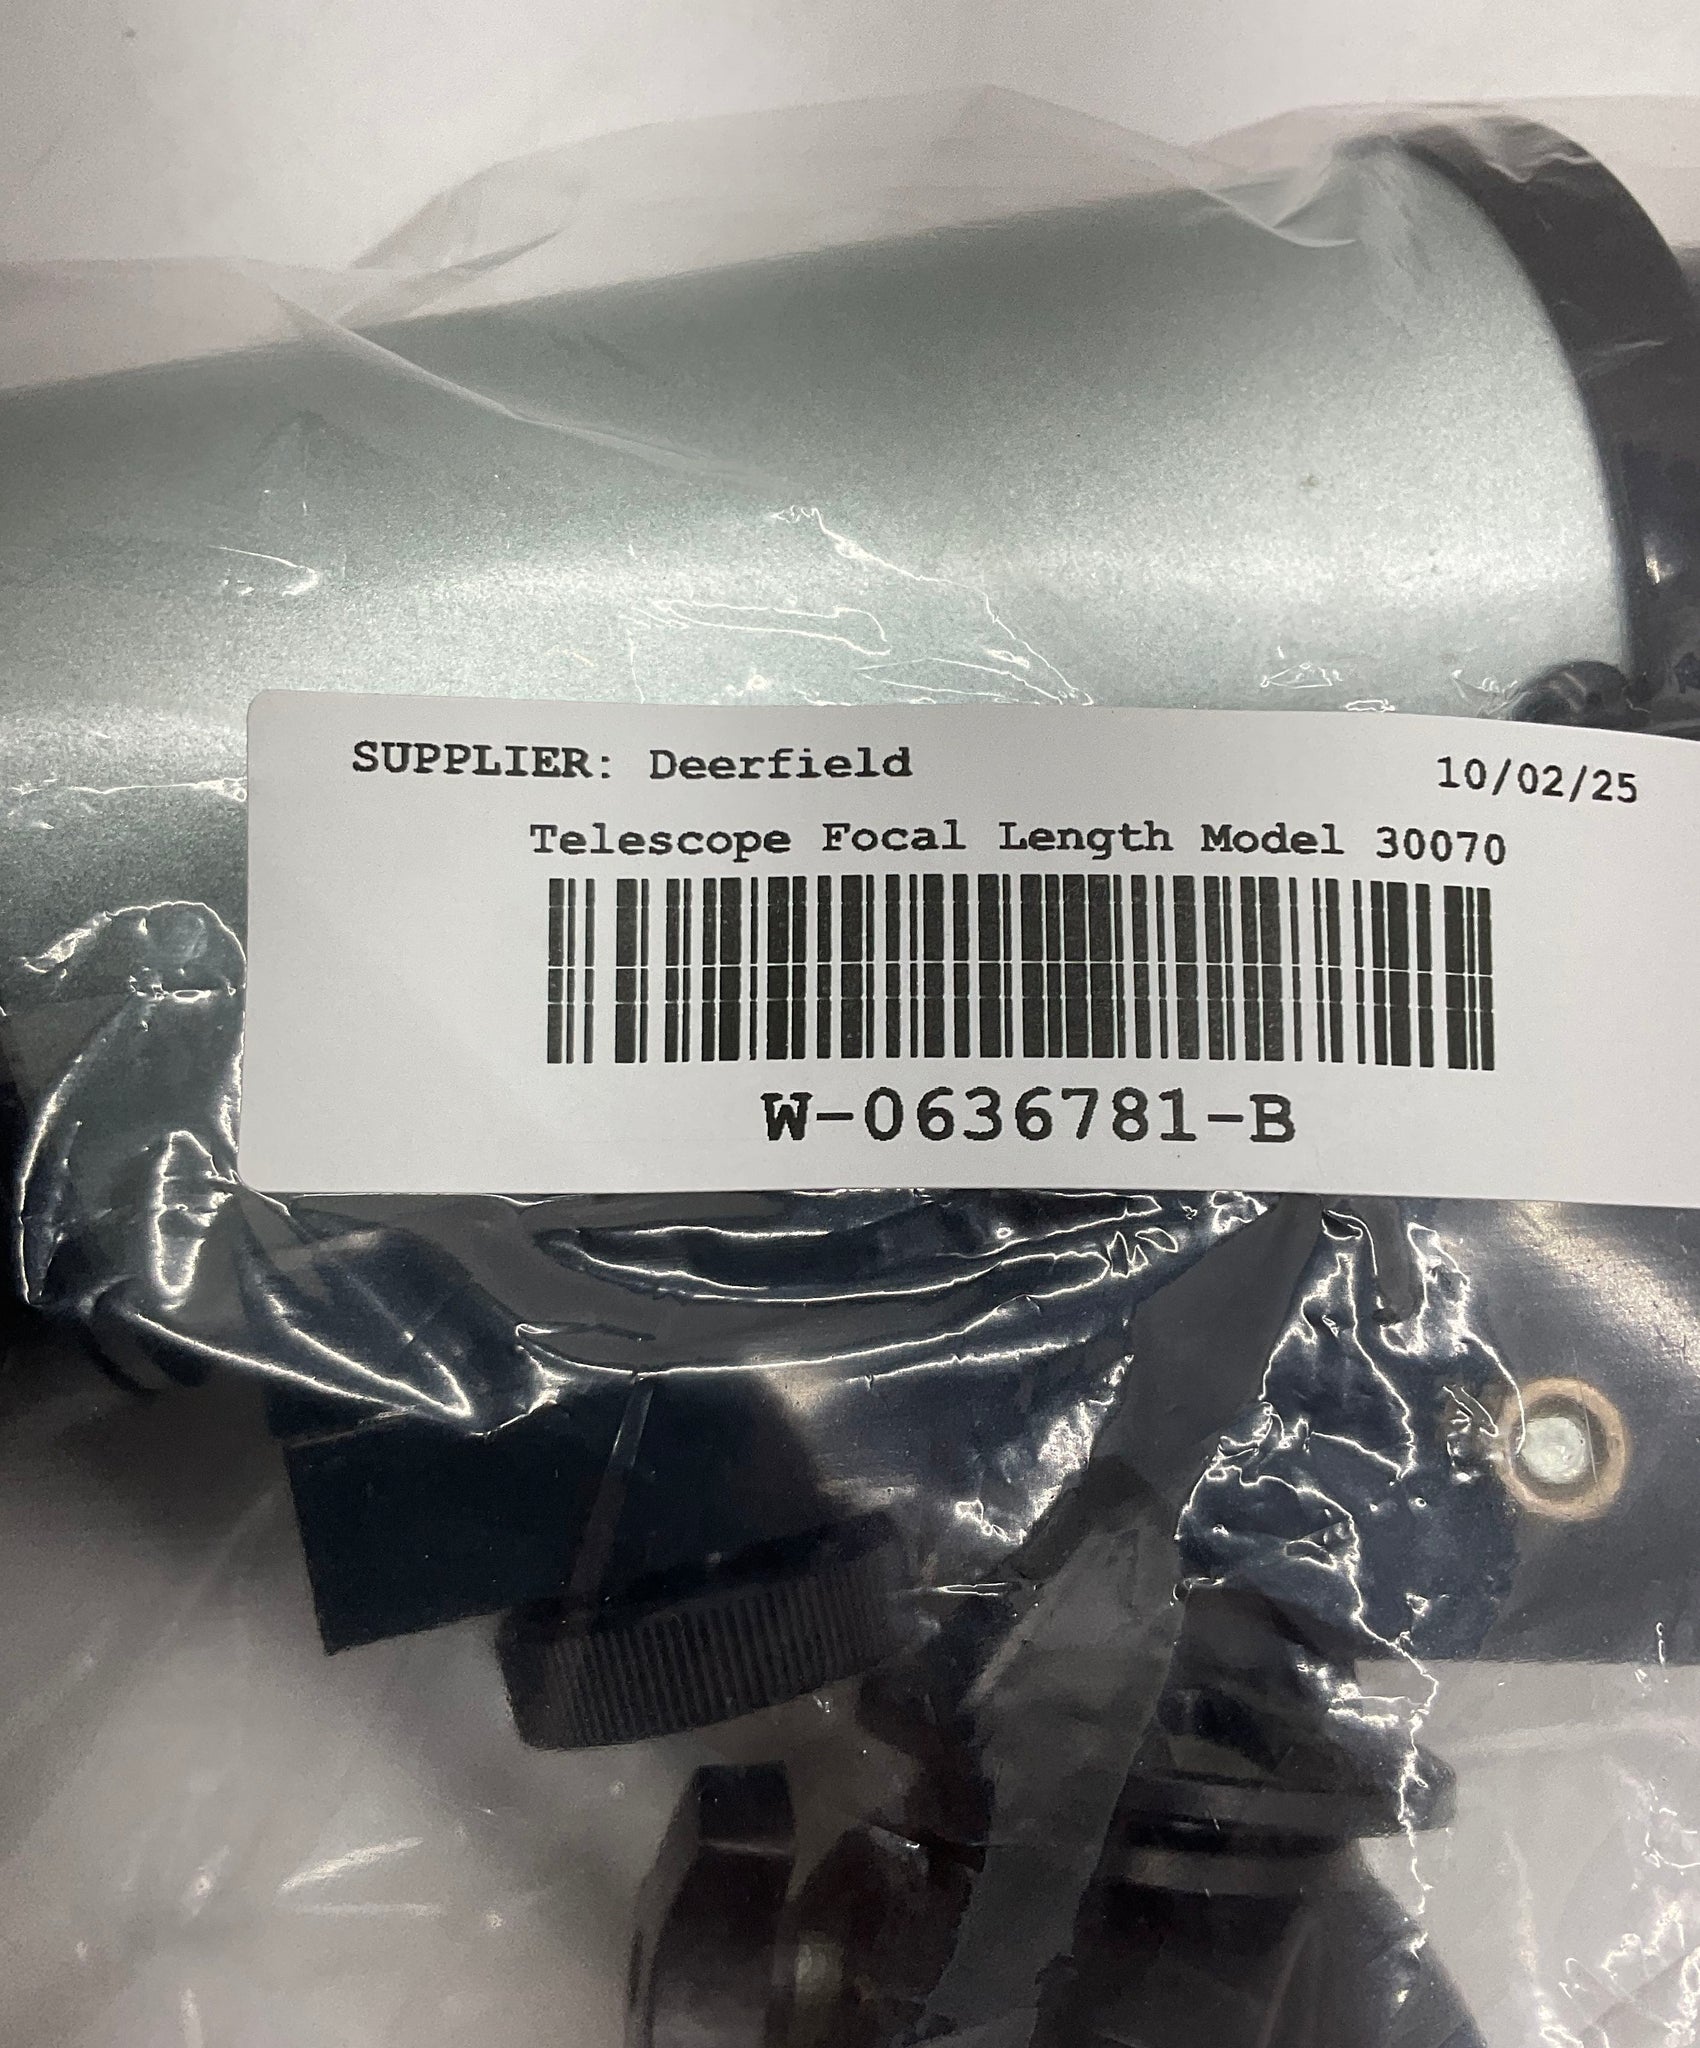 SUPPLIER: Deerfield 10/02/25
Telescope Focal Length Model 30070
W-0636781-B